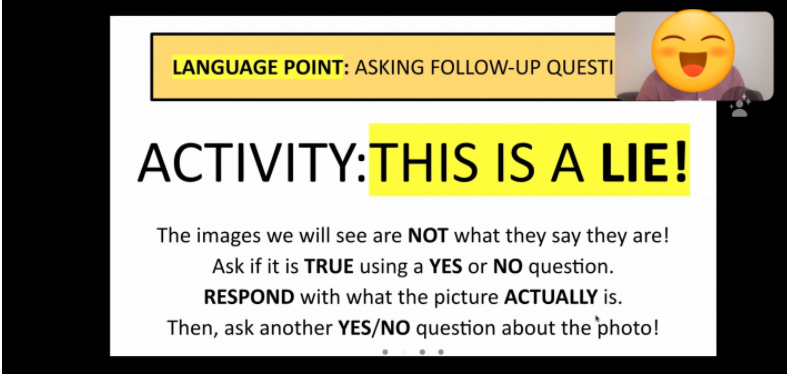 LANGUAGE POINT: ASKING FOLLOW-UP QUESTI
ACTIVITY:THIS IS A LIE!
The images we will see are NOT what they say they are!
Ask if it is TRUE using a YES or NO question.
RESPOND with what the picture ACTUALLY is.
Then, ask another YES/NO question about the photo!